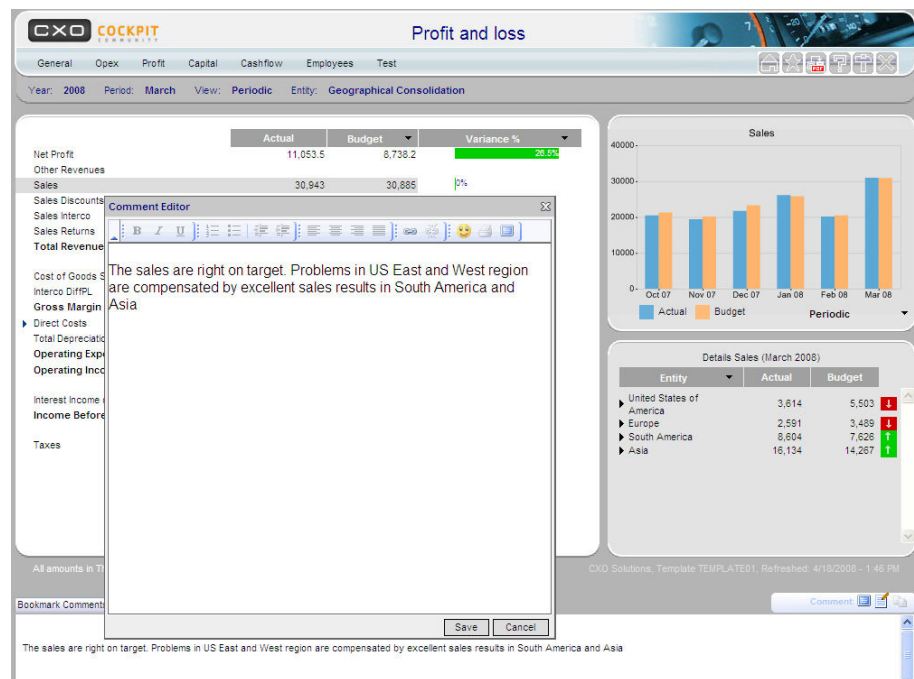 CXO COCKPIT
COMMUNITY
Profit and loss
General Opex Profit Capital Cashflow Employees Test
PDF
Year: 2008 Period: March View: Periodic Entity: Geographical Consolidation
Actual Budget Variance %
Net Profit 11,053.5 8,738.2 26.5%
Other Revenues
Sales 30,943 30,885 0%
Sales Discounts
Sales Interco
Sales Returns
Total Revenue
Cost of Goods S
Interco DiffPL
Gross Margin
Direct Costs
Total Depreciatio
Operating Expe
Operating Inco
Interest Income
Income Before
Taxes
Comment Editor
B I U
The sales are right on target. Problems in US East and West region
are compensated by excellent sales results in South America and
Asia
Save Cancel
Sales
40000
30000
20000
10000
0
Oct 07 Nov 07 Dec 07 Jan 08 Feb 08 Mar 08
Actual Budget Periodic
Details Sales (March 2008)
Entity Actual Budget
United States of
America 3,614 5,503
Europe 2,591 3,489
South America 8,604 7,626
Asia 16,134 14,267
All amounts in Th
CXO Solutions, Template TEMPLATE01, Refreshed: 4/18/2008 - 1:46 PM
Bookmark Comments
Comment:
The sales are right on target. Problems in US East and West region are compensated by excellent sales results in South America and Asia